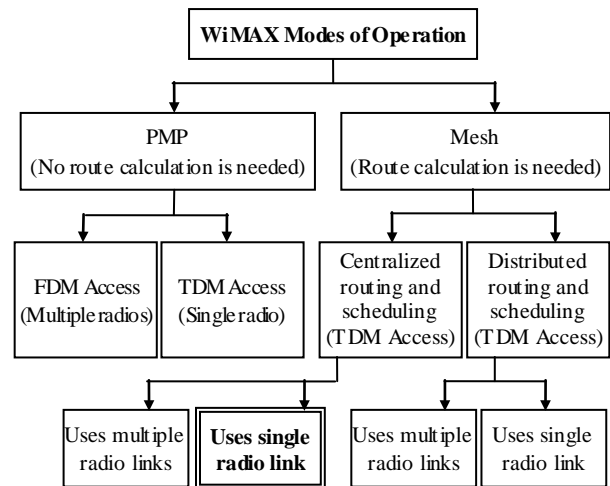 WiMAX Modes of Operation
PMP
(No route calculation is needed)
Mesh
(Route calculation is needed)
FDM Access
(Multiple radios)
TDM Access
(Single radio)
Centralized
routing and
scheduling
(TDM Access)
Distributed
routing and
scheduling
(TDM Access)
Uses multiple
radio links
Uses single
radio link
Uses multiple
radio links
Uses single
radio link